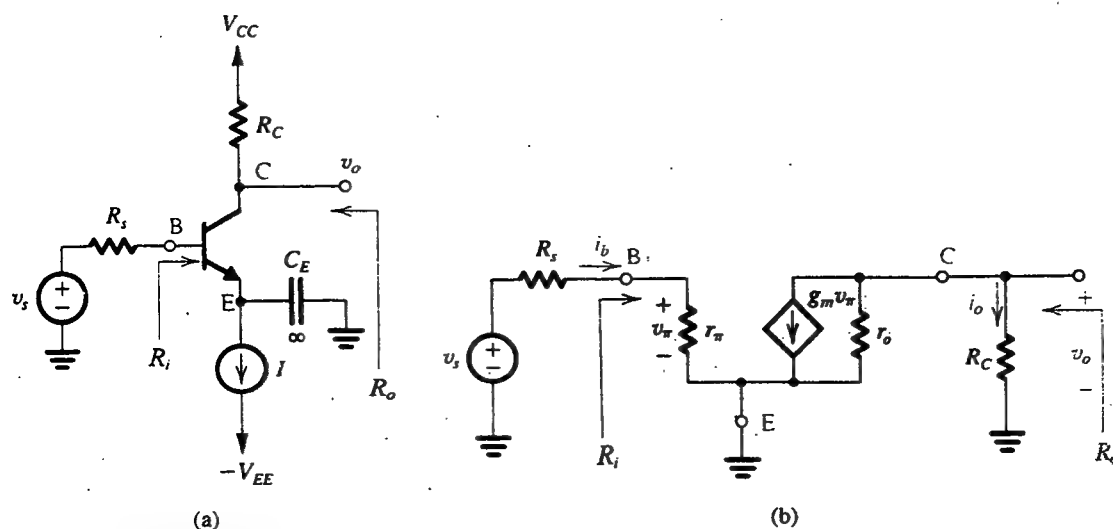 V_CC
R_C
C
v_o
R_s
B
C_E
E
∞
v_s
+
−
R_i
I
R_o
−V_EE
(a)
R_s
i_b
B
C
+
v_π
−
r_π
g_m v_π
r_o
i_o
R_C
+
v_o
−
v_s
+
−
E
R_i
(b)